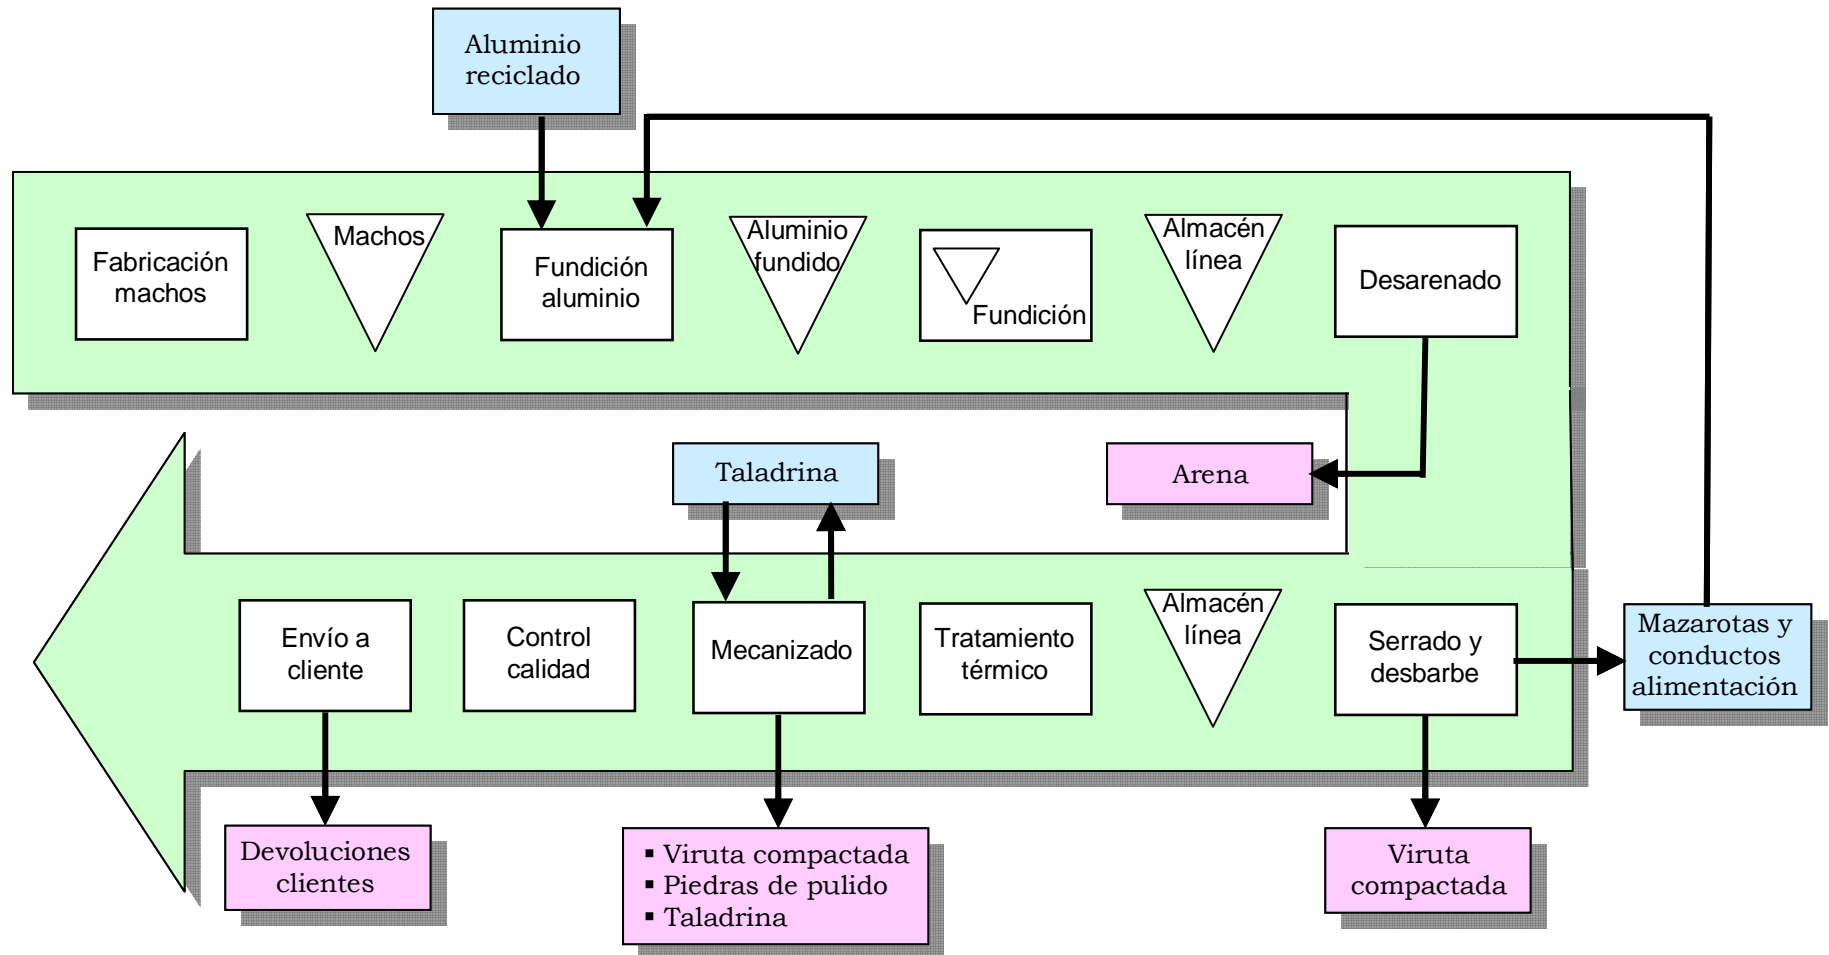 Aluminio
reciclado
Fabricación
machos
Machos
Fundición
aluminio
Aluminio
fundido
Fundición
Almacén
línea
Desarenado
Taladrina
Arena
Envío a
cliente
Control
calidad
Mecanizado
Tratamiento
térmico
Almacén
línea
Serrado y
desbarbe
Mazarotas y
conductos
alimentación
Devoluciones
clientes
▪ Viruta compactada
▪ Piedras de pulido
▪ Taladrina
Viruta
compactada